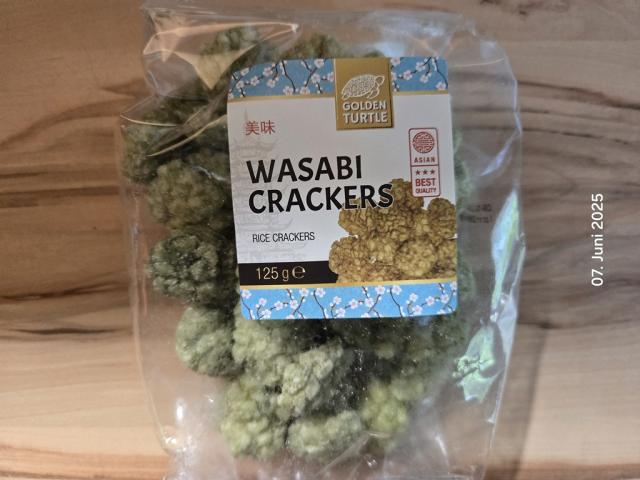 GOLDEN
TURTLE
美味
ASIAN
BEST
QUALITY
WASABI
CRACKERS
RICE CRACKERS
125 g ℮
07. Juni 2025